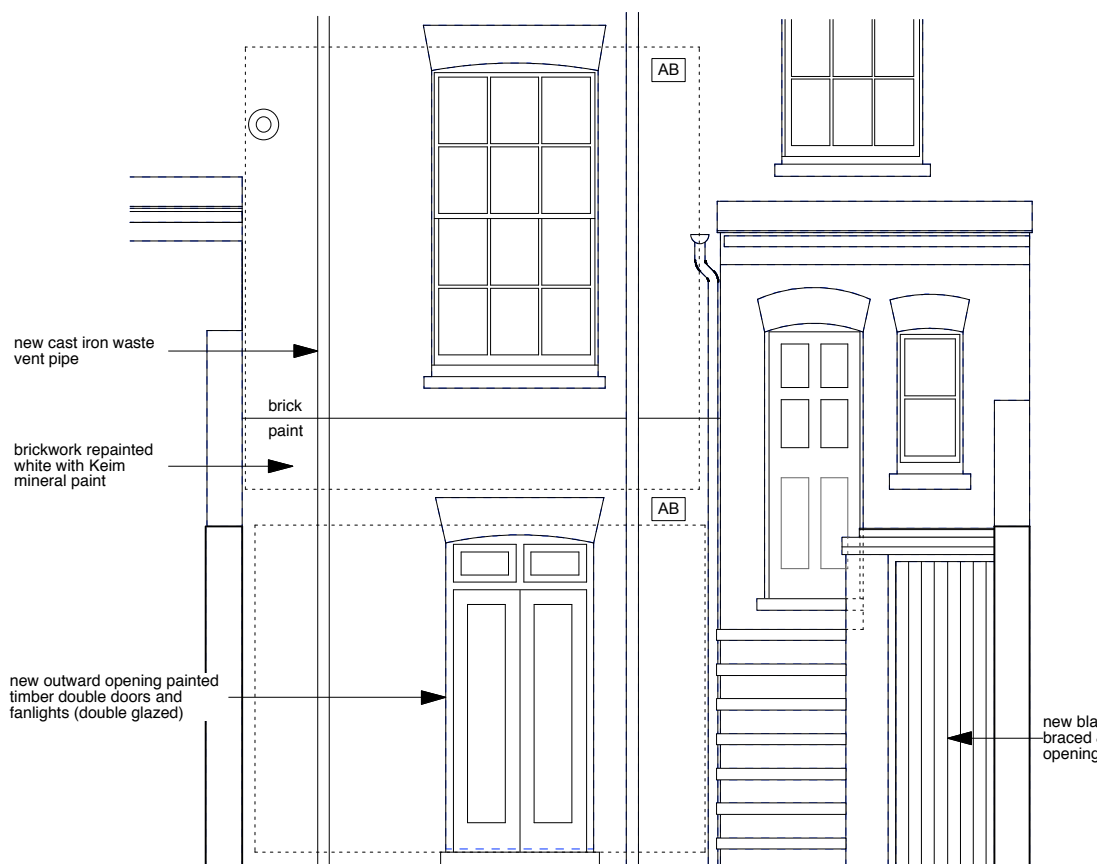 AB
new cast iron waste
vent pipe
brick
paint
brickwork repainted
white with Keim
mineral paint
AB
new outward opening painted
timber double doors and
fanlights (double glazed)
new bla
braced
opening